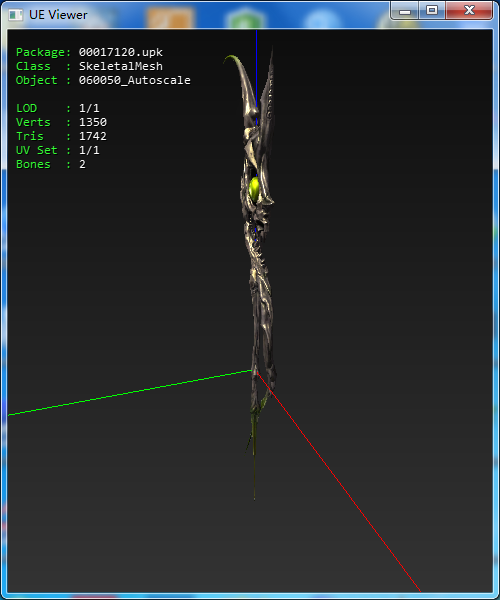 UE Viewer
Package: 00017120.upk
Class : SkeletalMesh
Object : 060050_Autoscale
LOD : 1/1
Verts : 1350
Tris : 1742
UV Set : 1/1
Bones : 2